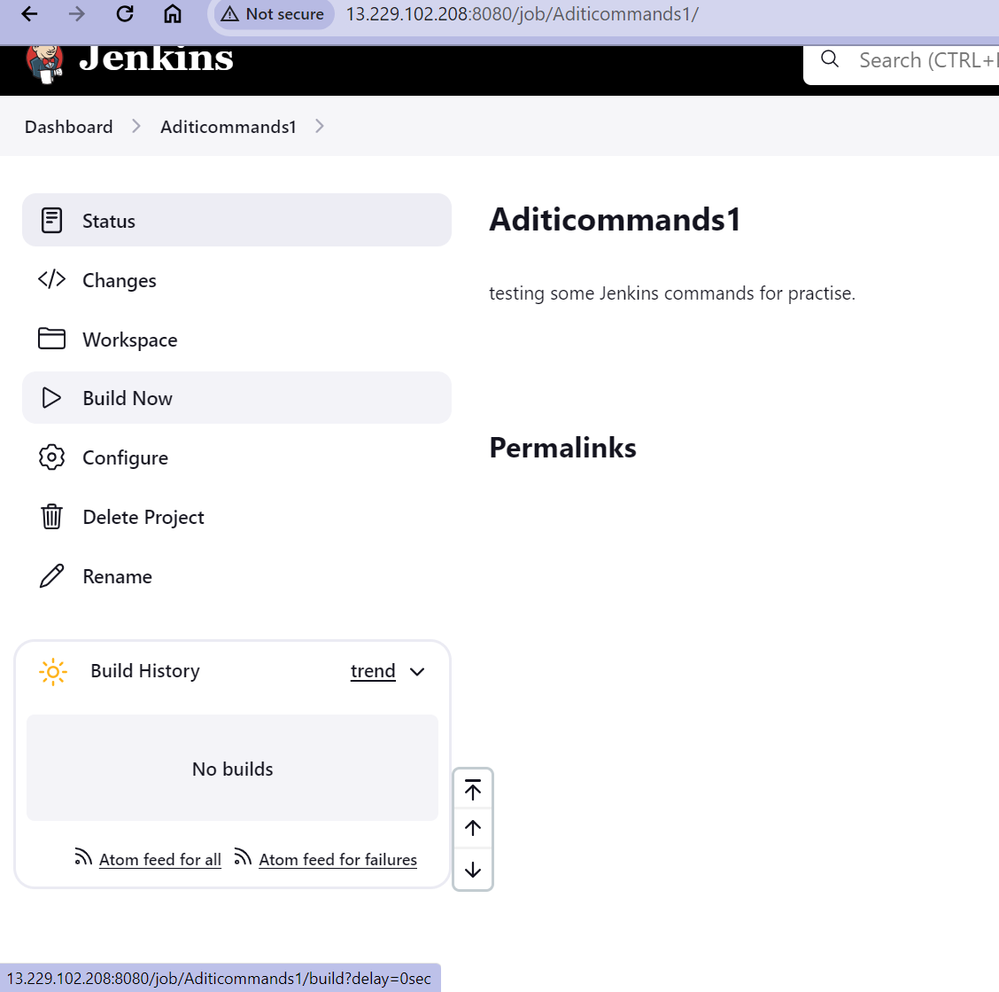 Not secure 13.229.102.208:8080/job/Aditicommands1/
Jenkins
Search (CTRL+
Dashboard Aditicommands1
Status
Changes
Workspace
Build Now
Configure
Delete Project
Rename
Aditicommands1
testing some Jenkins commands for practise.
Permalinks
Build History trend
No builds
Atom feed for all Atom feed for failures
13.229.102.208:8080/job/Aditicommands1/build?delay=0sec